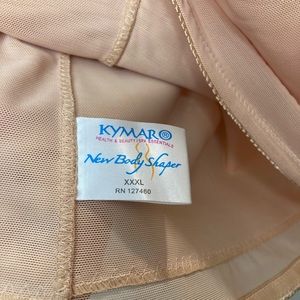 KYMARO
HEALTH & BEAUTY/SPA ESSENTIALS
New Body Shaper
XXXL
RN 127460